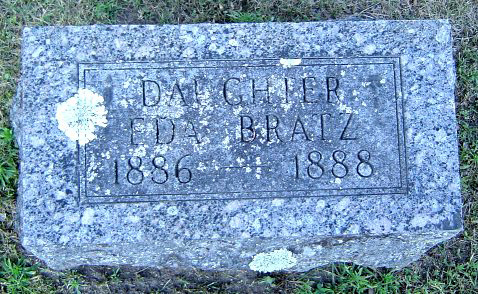 DAUGHTER
EDA BRATZ
1886 — 1888